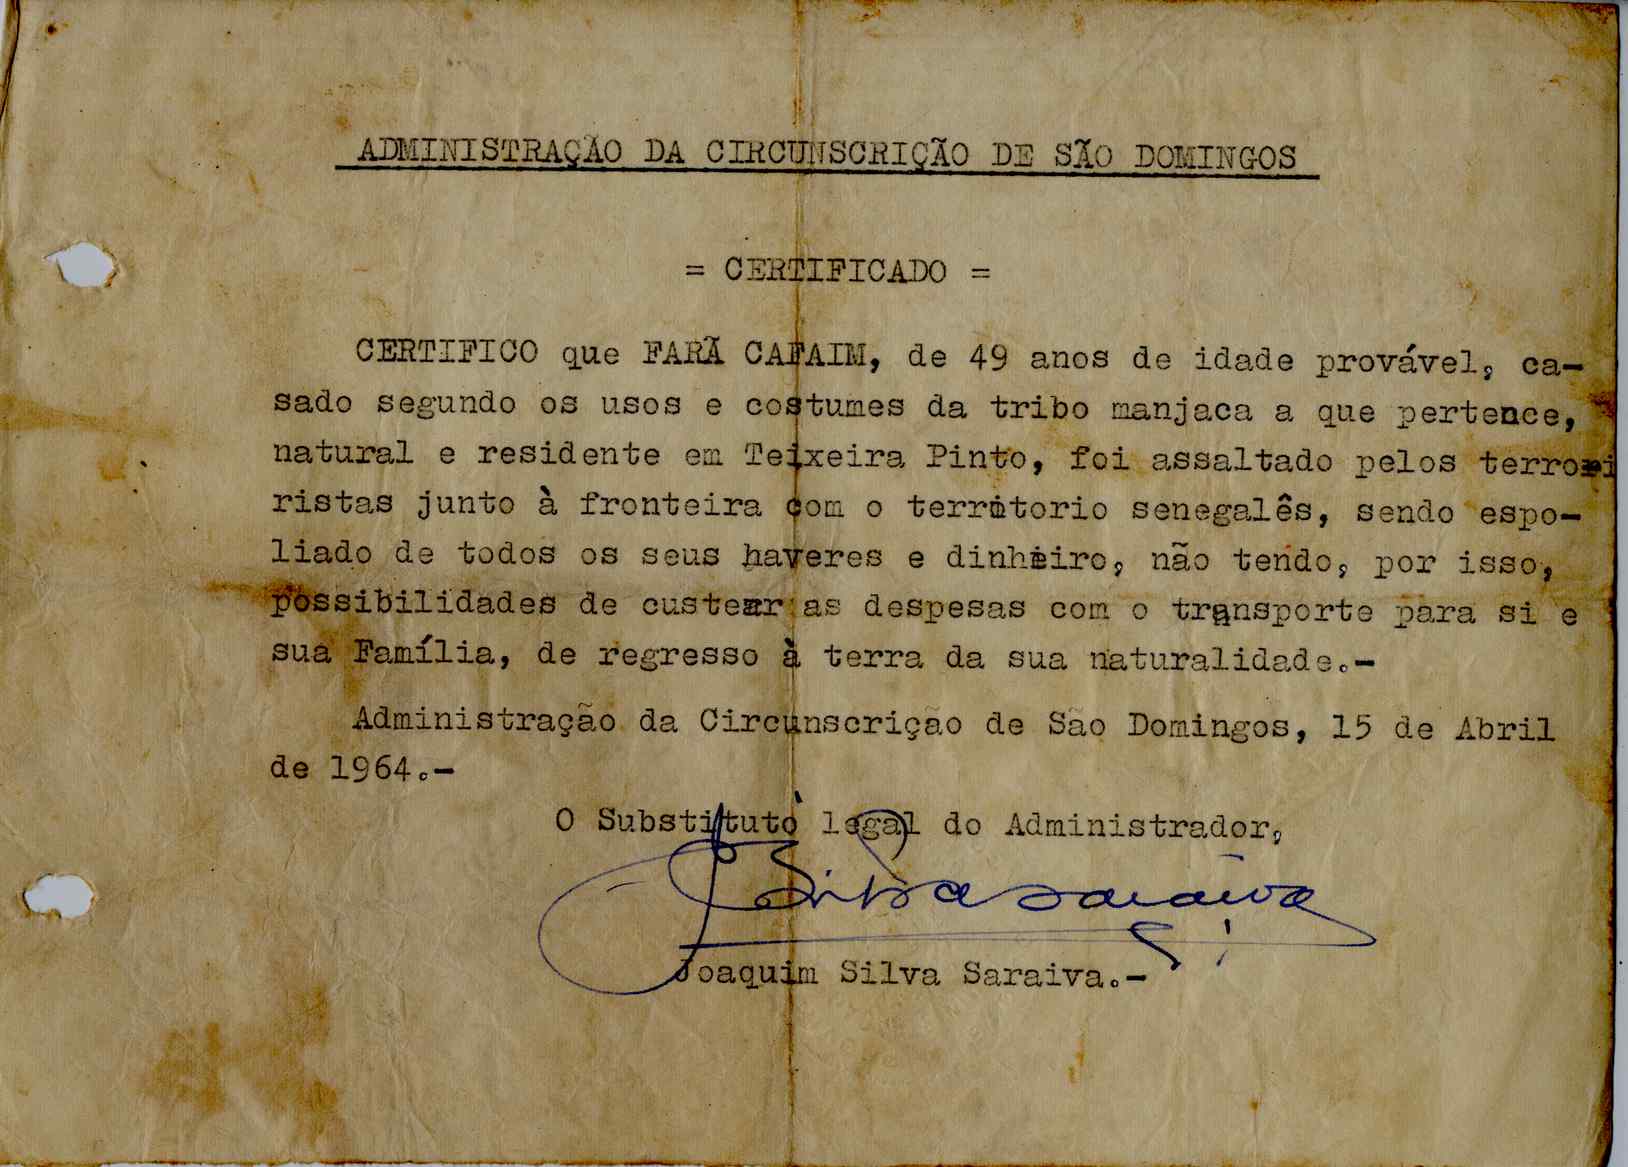 ADMINISTRAÇÃO DA CIRCUNSCRIÇÃO DE SÃO DOMINGOS
= CERTIFICADO =
CERTIFICO que FARÃ CAFAIM, de 49 anos de idade provável, ca-
sado segundo os usos e costumes da tribo manjaca a que pertence,
natural e residente em Teixeira Pinto, foi assaltado pelos terrori
ristas junto à fronteira com o territorio senegalês, sendo espo-
liado de todos os seus haveres e dinheiro, não tendo, por isso,
possibilidades de custear as despesas com o transporte para si e
sua Família, de regresso à terra da sua naturalidade.-
Administração da Circunscrição de São Domingos, 15 de Abril
de 1964.-
O Substituto legal do Administrador,
J Silva Saraiva
Joaquim Silva Saraiva.-